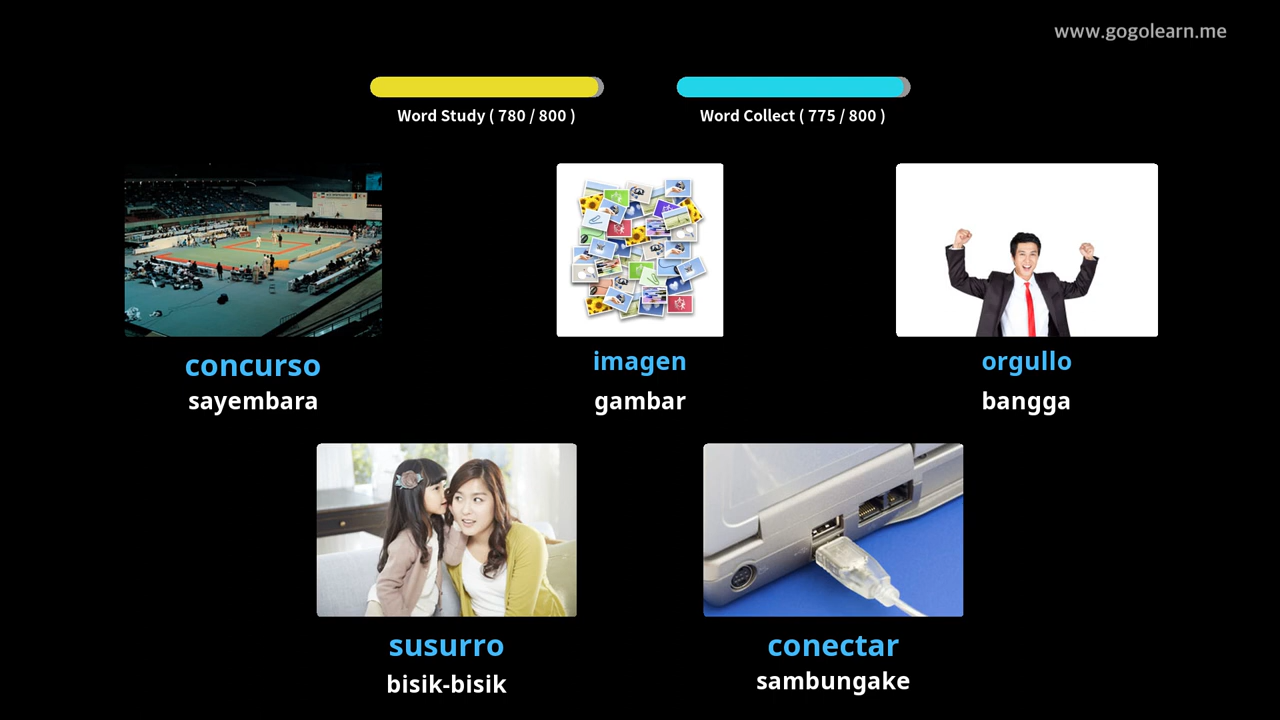 www.gogolearn.me
Word Study ( 780 / 800 )
Word Collect ( 775 / 800 )
concurso
sayembara
imagen
gambar
orgullo
bangga
susurro
bisik-bisik
conectar
sambungake